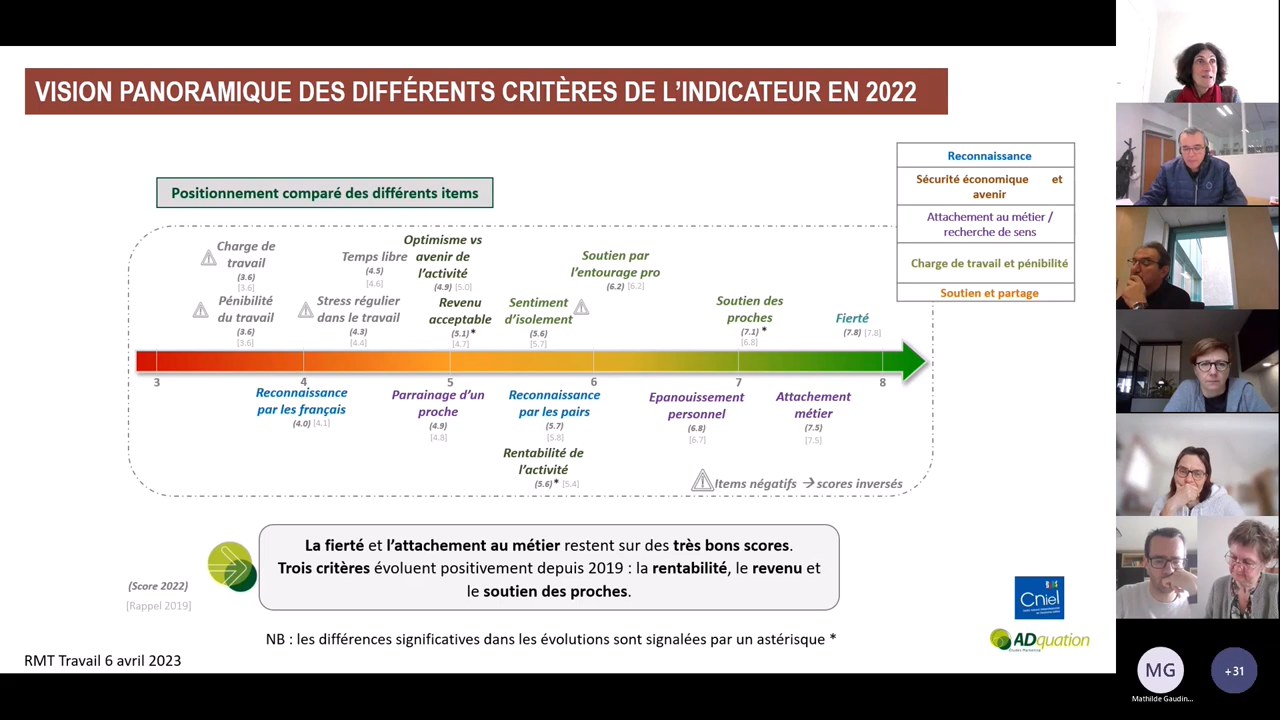 VISION PANORAMIQUE DES DIFFÉRENTS CRITÈRES DE L'INDICATEUR EN 2022
Positionnement comparé des différents items
Reconnaissance
Sécurité économique et
avenir
Attachement au métier /
recherche de sens
Charge de travail et pénibilité
Soutien et partage
Charge de
travail
(3.6)
[3.6]
Temps libre
(4.5)
[4.6]
Optimisme vs
avenir de
l'activité
(4.9) [5.0]
Soutien par
l'entourage pro
(6.2) [6.2]
Pénibilité
du travail
(3.6)
[3.6]
Stress régulier
dans le travail
(4.3)
[4.4]
Revenu
acceptable
(5.1)*
[4.7]
Sentiment
d'isolement
(5.6)
[5.7]
Soutien des
proches
(7.1) *
[6.8]
Fierté
(7.8) [7.8]
3 4 5 6 7 8
Reconnaissance
par les français
(4.0) [4.1]
Parrainage d'un
proche
(4.9)
[4.8]
Reconnaissance
par les pairs
(5.7)
[5.8]
Epanouissement
personnel
(6.8)
[6.7]
Attachement
métier
(7.5)
[7.5]
Rentabilité de
l'activité
(5.6)* [5.4]
Items négatifs → scores inversés
La fierté et l'attachement au métier restent sur des très bons scores.
Trois critères évoluent positivement depuis 2019 : la rentabilité, le revenu et
le soutien des proches.
(Score 2022)
[Rappel 2019]
NB : les différences significatives dans les évolutions sont signalées par un astérisque *
RMT Travail 6 avril 2023
Cniel
ADquation
MG
+31
Mathilde Gaudin...